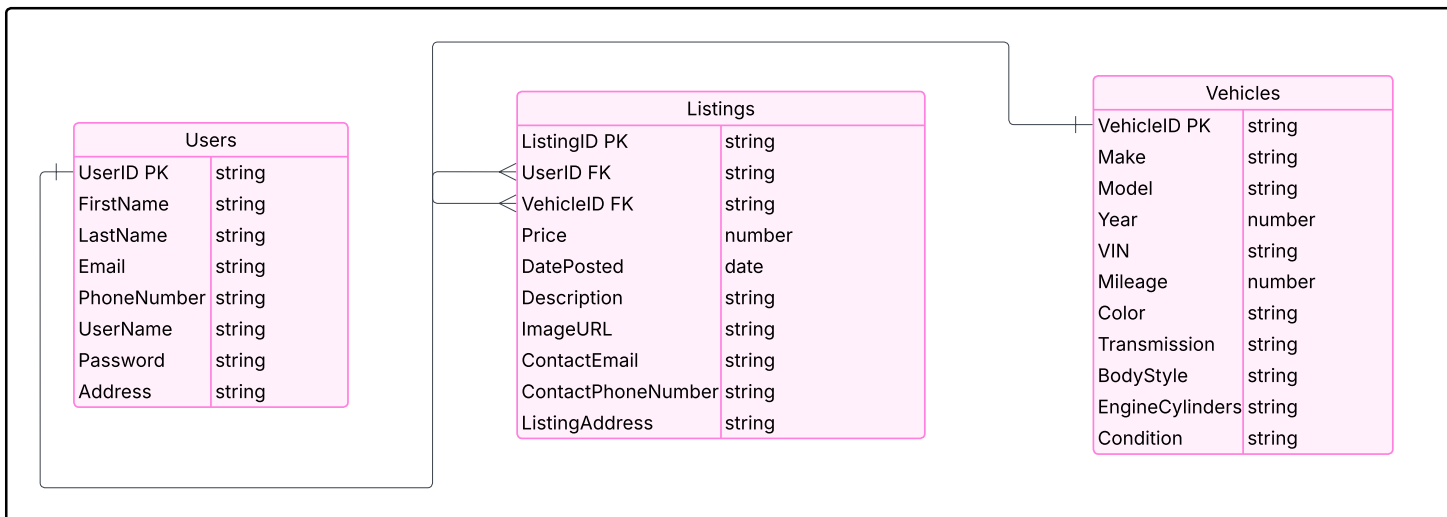 Users
UserID PK string
FirstName string
LastName string
Email string
PhoneNumber string
UserName string
Password string
Address string
Listings
ListingID PK string
UserID FK string
VehicleID FK string
Price number
DatePosted date
Description string
ImageURL string
ContactEmail string
ContactPhoneNumber string
ListingAddress string
Vehicles
VehicleID PK string
Make string
Model string
Year number
VIN string
Mileage number
Color string
Transmission string
BodyStyle string
EngineCylinders string
Condition string